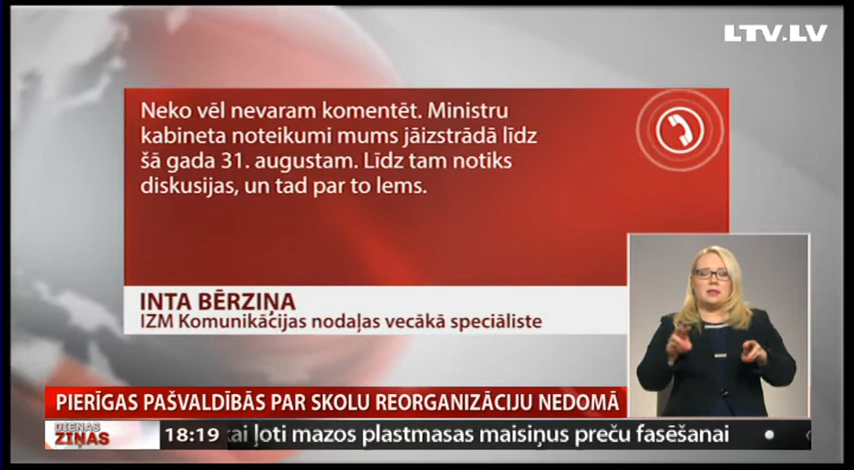 LTV.LV
Neko vēl nevaram komentēt. Ministru
kabineta noteikumi mums jāizstrādā līdz
šā gada 31. augustam. Līdz tam notiks
diskusijas, un tad par to lems.
INTA BĒRZIŅA
IZM Komunikācijas nodaļas vecākā speciāliste
PIERĪGAS PAŠVALDĪBĀS PAR SKOLU REORGANIZĀCIJU NEDOMĀ
DIENAS
ZIŅAS
18:19 kai ļoti mazos plastmasas maisiņus preču fasēšanai